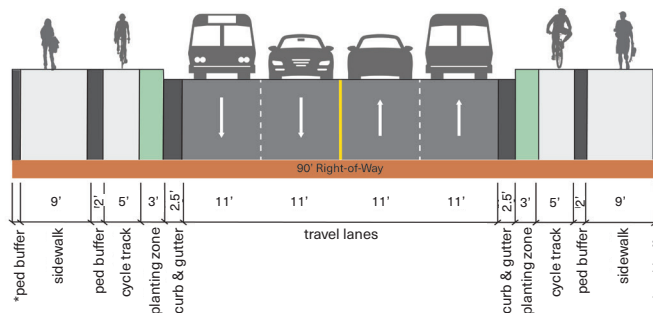 90' Right-of-Way
9' 2' 5' 3' 2.5' 11' 11' 11' 11' 2.5' 3' 5' 2' 9'
travel lanes
*ped buffer
sidewalk
ped buffer
cycle track
planting zone
curb & gutter
curb & gutter
planting zone
cycle track
ped buffer
sidewalk